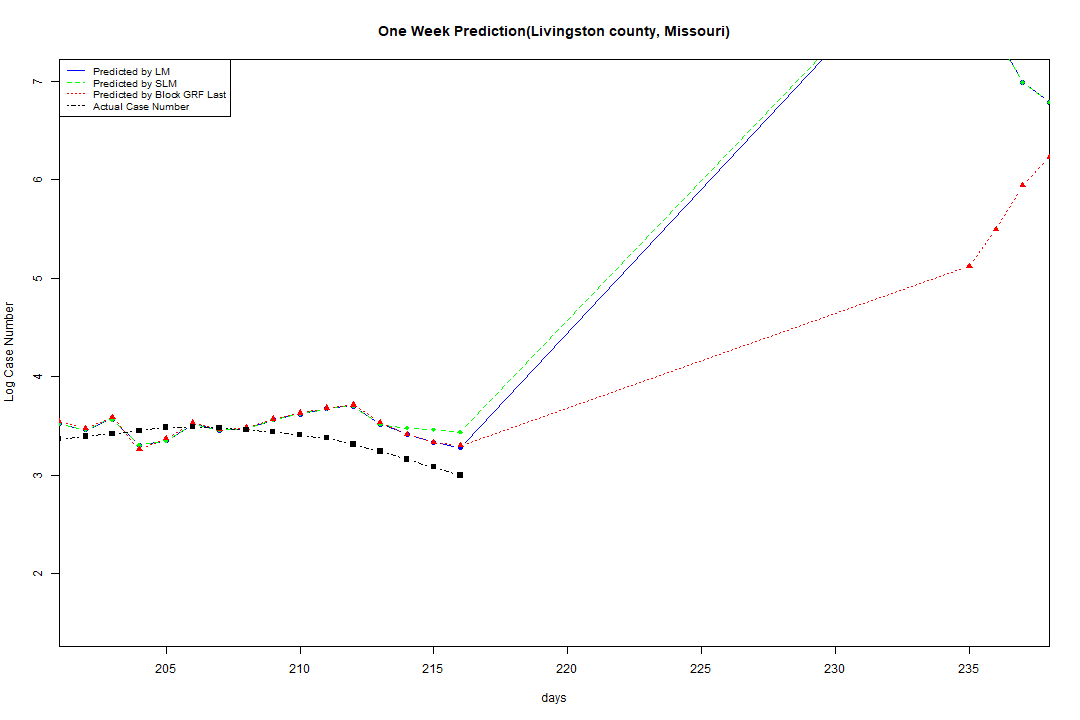 One Week Prediction(Livingston county, Missouri)
Predicted by LM
Predicted by SLM
Predicted by Block GRF Last
Actual Case Number
7
6
5
4
3
2
Log Case Number
205 210 215 220 225 230 235
days